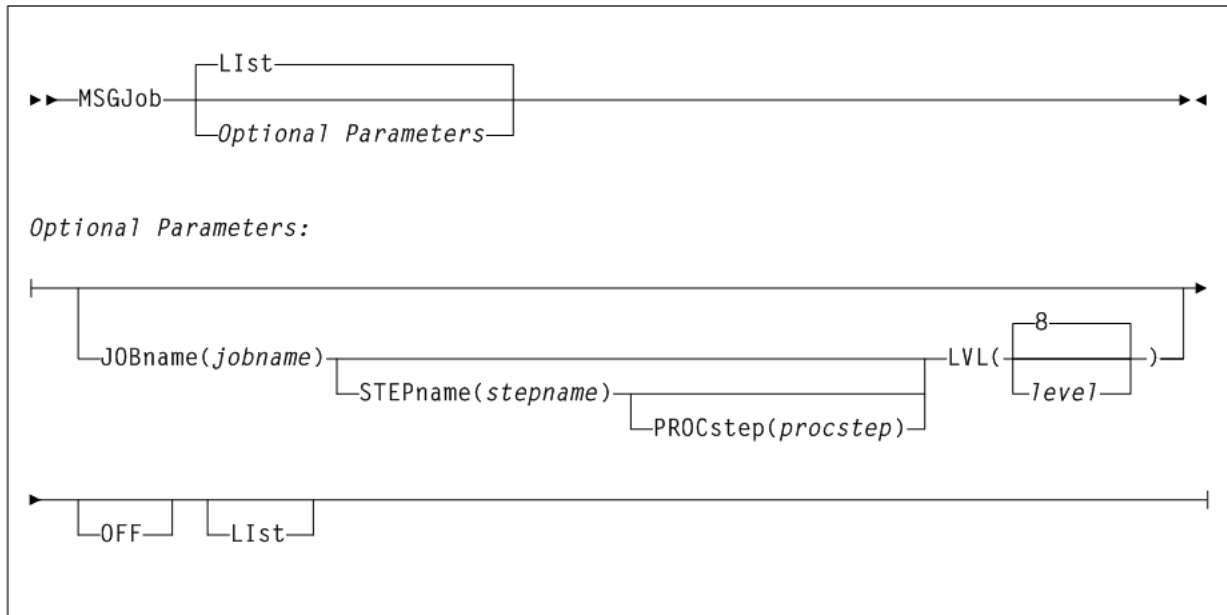 LIst
MSGJob
Optional Parameters
Optional Parameters:
8
JOBname(jobname) LVL( )
STEPname(stepname) level
PROCstep(procstep)
OFF LIst